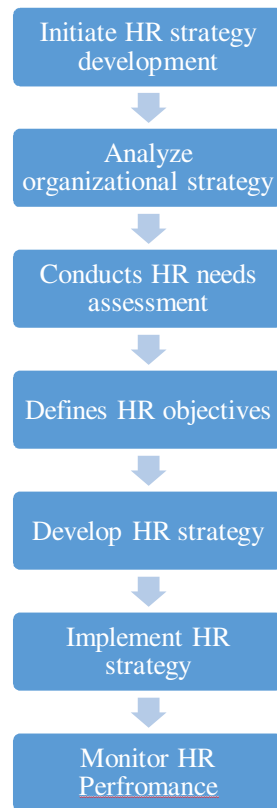 Initiate HR strategy
development
Analyze
organizational strategy
Conducts HR needs
assessment
Defines HR objectives
Develop HR strategy
Implement HR
strategy
Monitor HR
Perfromance